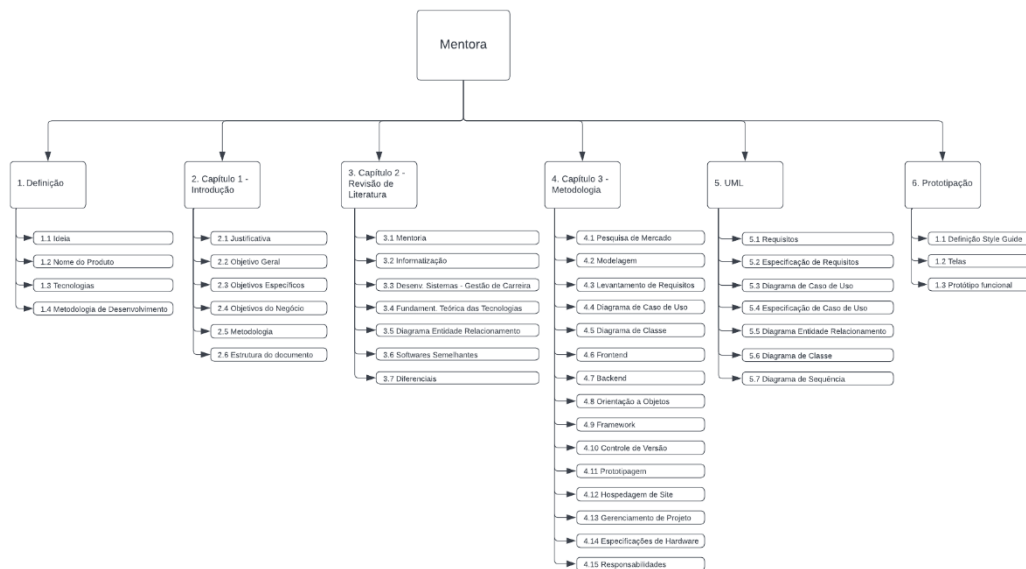 Mentora
1. Definição
1.1 Ideia
1.2 Nome do Produto
1.3 Tecnologias
1.4 Metodologia de Desenvolvimento
2. Capítulo 1 -
Introdução
2.1 Justificativa
2.2 Objetivo Geral
2.3 Objetivos Específicos
2.4 Objetivos do Negócio
2.5 Metodologia
2.6 Estrutura do documento
3. Capítulo 2 -
Revisão de
Literatura
3.1 Mentoria
3.2 Informatização
3.3 Desenv. Sistemas - Gestão de Carreira
3.4 Fundament. Teórica das Tecnologias
3.5 Diagrama Entidade Relacionamento
3.6 Softwares Semelhantes
3.7 Diferenciais
4. Capítulo 3 -
Metodologia
4.1 Pesquisa de Mercado
4.2 Modelagem
4.3 Levantamento de Requisitos
4.4 Diagrama de Caso de Uso
4.5 Diagrama de Classe
4.6 Frontend
4.7 Backend
4.8 Orientação a Objetos
4.9 Framework
4.10 Controle de Versão
4.11 Prototipagem
4.12 Hospedagem de Site
4.13 Gerenciamento de Projeto
4.14 Especificações de Hardware
4.15 Responsabilidades
5. UML
5.1 Requisitos
5.2 Especificação de Requisitos
5.3 Diagrama de Caso de Uso
5.4 Especificação de Caso de Uso
5.5 Diagrama Entidade Relacionamento
5.6 Diagrama de Classe
5.7 Diagrama de Sequência
6. Prototipação
1.1 Definição Style Guide
1.2 Telas
1.3 Protótipo funcional